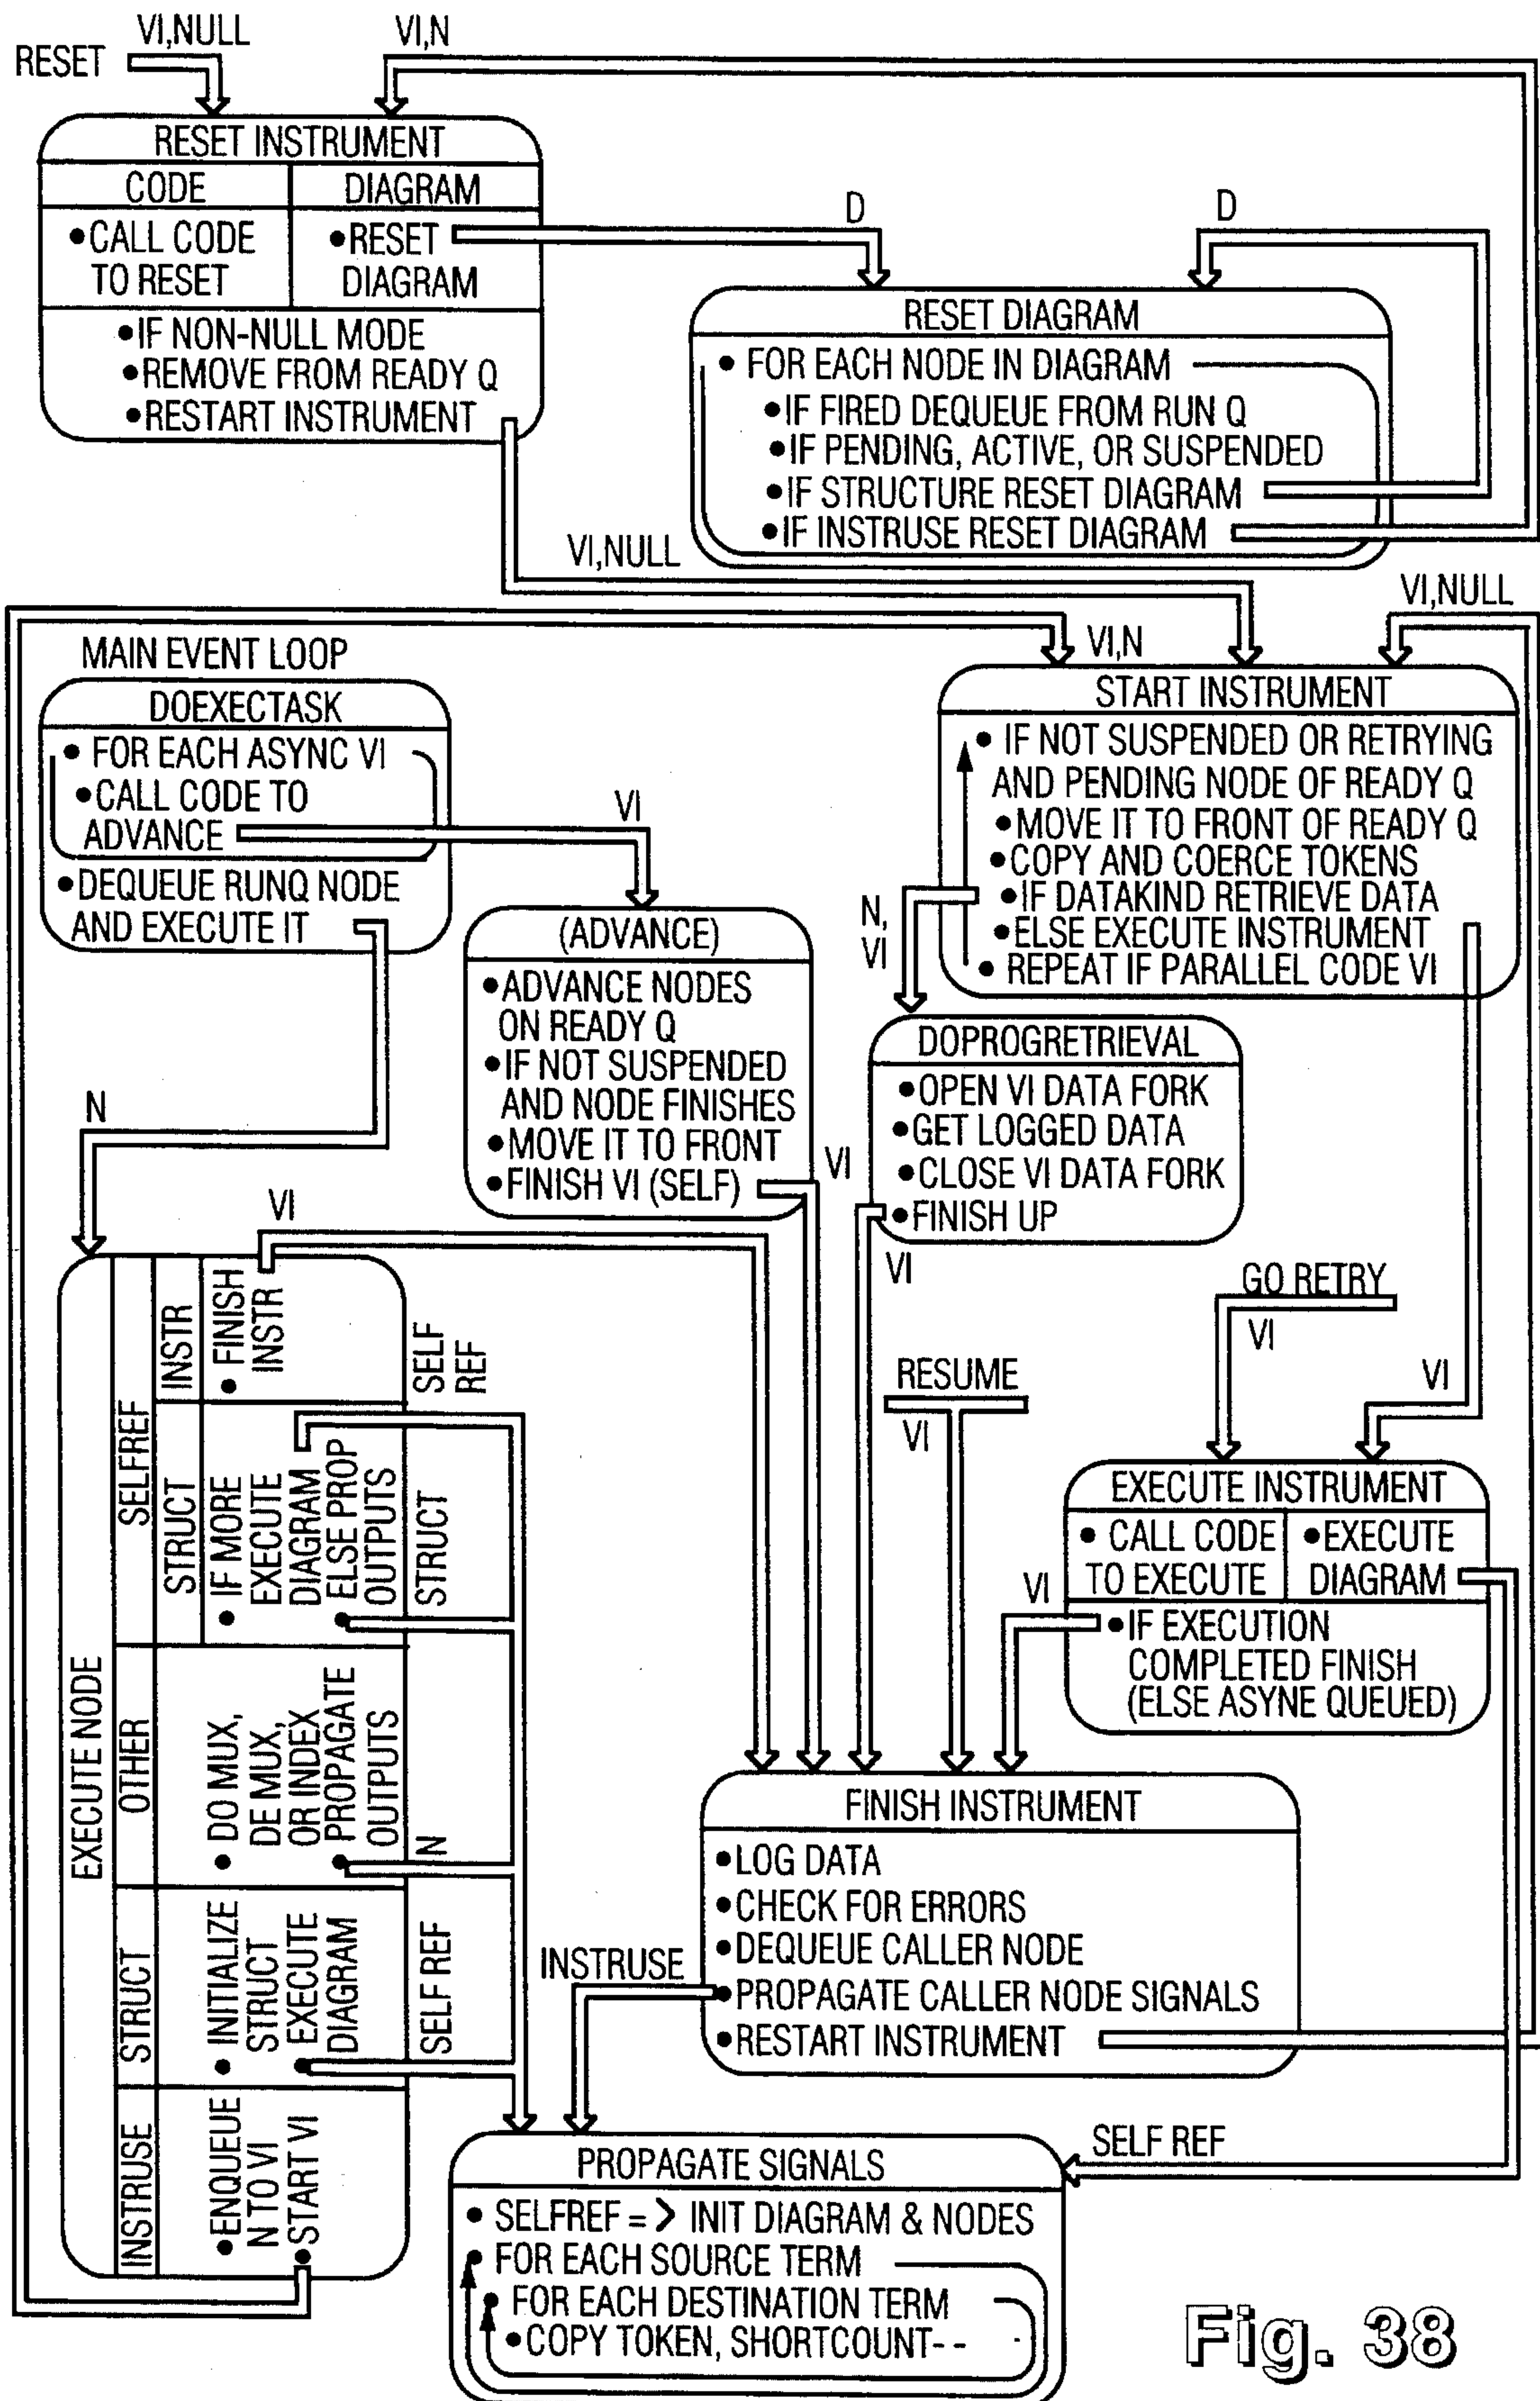 VI,NULL
VI,N
RESET
RESET INSTRUMENT
CODE
DIAGRAM
•CALL CODE
TO RESET
•RESET
DIAGRAM
•IF NON-NULL MODE
•REMOVE FROM READY Q
•RESTART INSTRUMENT
D
D
RESET DIAGRAM
• FOR EACH NODE IN DIAGRAM
•IF FIRED DEQUEUE FROM RUN Q
•IF PENDING, ACTIVE, OR SUSPENDED
•IF STRUCTURE RESET DIAGRAM
•IF INSTRUSE RESET DIAGRAM
VI,NULL
VI,NULL
VI,N
MAIN EVENT LOOP
DOEXECTASK
• FOR EACH ASYNC VI
•CALL CODE TO
ADVANCE
•DEQUEUE RUNQ NODE
AND EXECUTE IT
VI
START INSTRUMENT
• IF NOT SUSPENDED OR RETRYING
AND PENDING NODE OF READY Q
•MOVE IT TO FRONT OF READY Q
•COPY AND COERCE TOKENS
•IF DATAKIND RETRIEVE DATA
•ELSE EXECUTE INSTRUMENT
• REPEAT IF PARALLEL CODE VI
N,
VI
(ADVANCE)
•ADVANCE NODES
ON READY Q
•IF NOT SUSPENDED
AND NODE FINISHES
•MOVE IT TO FRONT
•FINISH VI (SELF)
VI
DOPROGRETRIEVAL
•OPEN VI DATA FORK
•GET LOGGED DATA
•CLOSE VI DATA FORK
•FINISH UP
VI
N
VI
GO RETRY
VI
RESUME
VI
VI
EXECUTE INSTRUMENT
• CALL CODE
TO EXECUTE
•EXECUTE
DIAGRAM
VI
•IF EXECUTION
COMPLETED FINISH
(ELSE ASYNE QUEUED)
EXECUTE NODE
SELFREF
INSTR
• FINISH
INSTR
SELF
REF
STRUCT
• IF MORE
EXECUTE
DIAGRAM
• ELSE PROP
OUTPUTS
STRUCT
OTHER
• DO MUX,
DE MUX,
OR INDEX
• PROPAGATE
OUTPUTS
N
STRUCT
• INITIALIZE
STRUCT
• EXECUTE
DIAGRAM
SELF REF
INSTRUSE
•ENQUEUE
N TO VI
•START VI
FINISH INSTRUMENT
•LOG DATA
•CHECK FOR ERRORS
•DEQUEUE CALLER NODE
•PROPAGATE CALLER NODE SIGNALS
•RESTART INSTRUMENT
INSTRUSE
SELF REF
PROPAGATE SIGNALS
• SELFREF = > INIT DIAGRAM & NODES
• FOR EACH SOURCE TERM
• FOR EACH DESTINATION TERM
•COPY TOKEN, SHORTCOUNT- -
Fig. 38